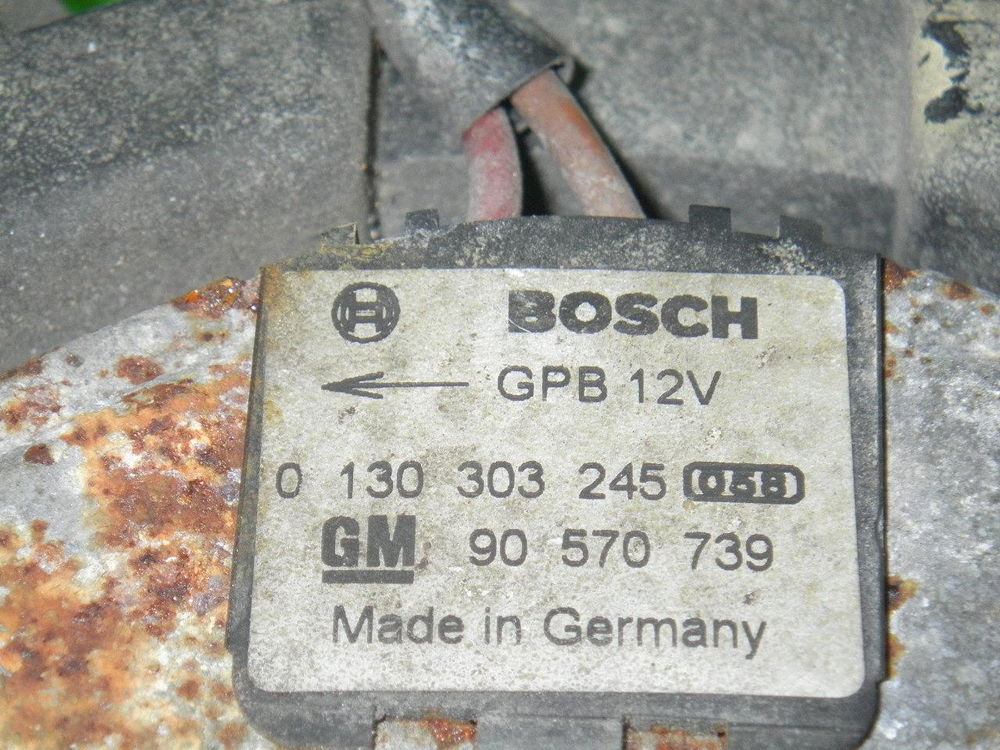 BOSCH
GPB 12V
0 130 303 245 058
GM 90 570 739
Made in Germany